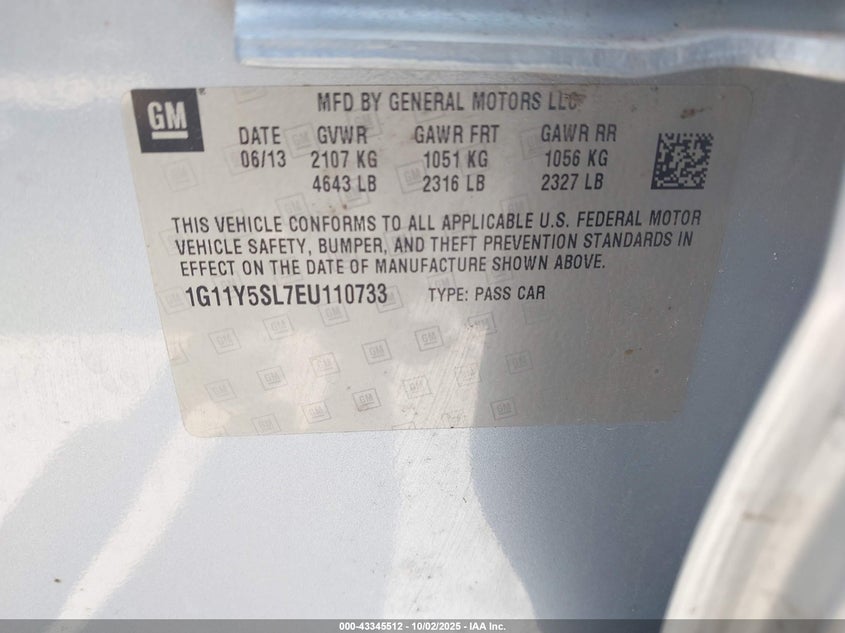 GM
MFD BY GENERAL MOTORS LLC
DATE GVWR GAWR FRT GAWR RR
06/13 2107 KG 1051 KG 1056 KG
4643 LB 2316 LB 2327 LB
THIS VEHICLE CONFORMS TO ALL APPLICABLE U.S. FEDERAL MOTOR
VEHICLE SAFETY, BUMPER, AND THEFT PREVENTION STANDARDS IN
EFFECT ON THE DATE OF MANUFACTURE SHOWN ABOVE.
1G11Y5SL7EU110733 TYPE: PASS CAR
000-43345512 - 10/02/2025 - IAA Inc.